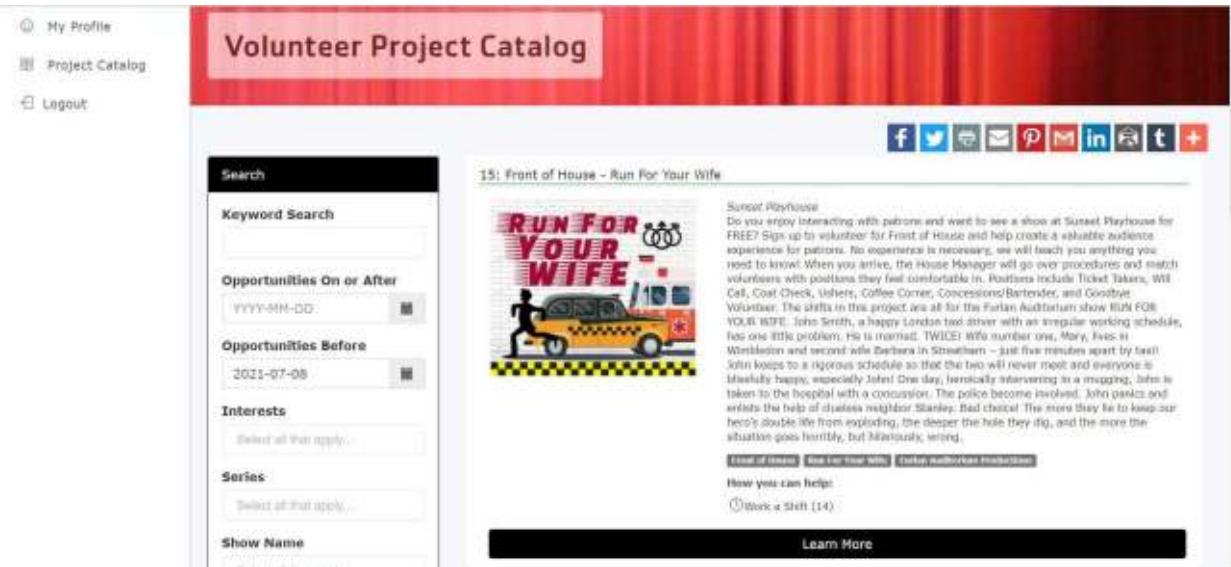 My Profile
Project Catalog
Logout
Volunteer Project Catalog
Search
Keyword Search
Opportunities On or After
YYYY-MM-DD
Opportunities Before
2021-07-08
Interests
Select all that apply...
Series
Select all that apply...
Show Name
15: Front of House - Run For Your Wife
RUN FOR
YOUR
WIFE
Sunset Playhouse
Do you enjoy interacting with patrons and want to see a show at Sunset Playhouse for
FREE? Sign up to volunteer for Front of House and help create a valuable audience
experience for patrons. No experience is necessary, we will teach you anything you
need to know! When you arrive, the House Manager will go over procedures and match
volunteers with positions they feel comfortable in. Positions include Ticket Takers, Will
Call, Coat Check, Ushers, Coffee Corner, Concessions/Bartender, and Goodbye
Volunteer. The shifts in this project are all for the Furlan Auditorium show RUN FOR
YOUR WIFE. John Smith, a happy London taxi driver with an irregular working schedule,
has one little problem. He is married. TWICE! Wife number one, Mary, lives in
Wimbledon and second wife Barbara in Streatham – just five minutes apart by taxi!
John keeps to a rigorous schedule so that the two will never meet and everyone is
blissfully happy, especially John! One day, heroically intervening in a mugging, John is
taken to the hospital with a concussion. The police become involved. John panics and
enlists the help of clueless neighbor Stanley. Bad choice! The more they lie to keep our
hero's double life from exploding, the deeper the hole they dig, and the more the
situation goes horribly, but hilariously, wrong.
Front of House Run For Your Wife Furlan Auditorium Productions
How you can help:
Work a Shift (14)
Learn More